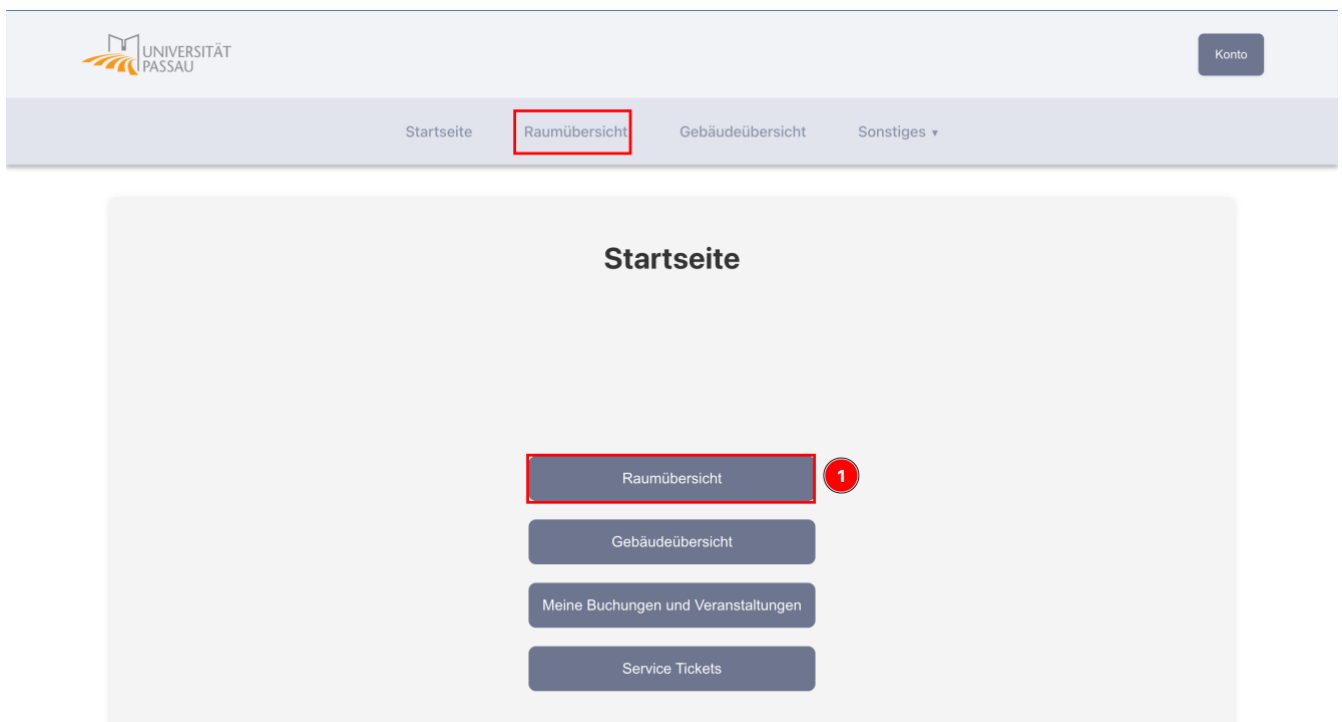 UNIVERSITÄT
PASSAU
Konto
Startseite Raumübersicht Gebäudeübersicht Sonstiges ▾
Startseite
Raumübersicht 1
Gebäudeübersicht
Meine Buchungen und Veranstaltungen
Service Tickets